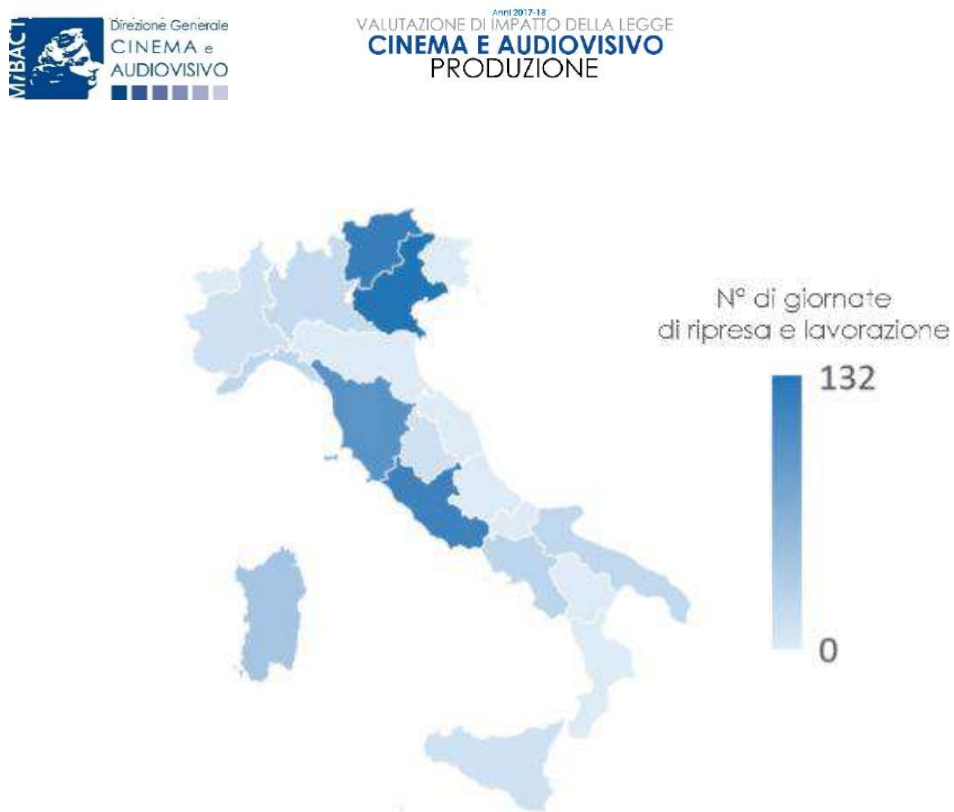 MiBACT
Direzione Generale
CINEMA e
AUDIOVISIVO
Anni 2017-18
VALUTAZIONE DI IMPATTO DELLA LEGGE
CINEMA E AUDIOVISIVO
PRODUZIONE
N° di giornate
di ripresa e lavorazione
132
0